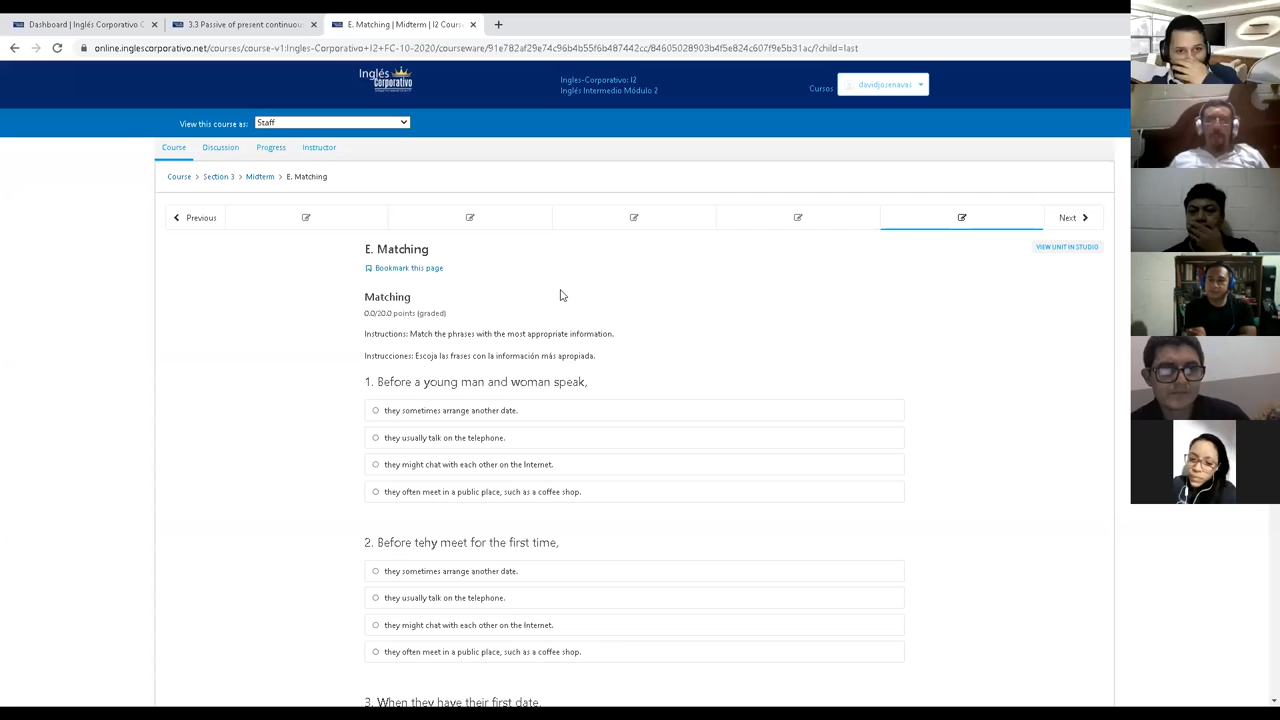 Dashboard | Inglés Corporativo C
3.3 Passive of present continuou
E. Matching | Midterm | I2 Cours
online.inglescorporativo.net/courses/course-v1:Ingles-Corporativo+I2+FC-10-2020/courseware/91e782af29e74c96b4b55f6b487442cc/84605028903b4f5e824c607f9e5b31ac/?child=last
Inglés
Corporativo
Ingles-Corporativo: I2
Inglés Intermedio Módulo 2
Cursos
davidjosenavas
View this course as:
Staff
Course
Discussion
Progress
Instructor
Course > Section 3 > Midterm > E. Matching
Previous
Next
E. Matching
VIEW UNIT IN STUDIO
Bookmark this page
Matching
0.0/20.0 points (graded)
Instructions: Match the phrases with the most appropriate information.
Instrucciones: Escoja las frases con la información más apropiada.
1. Before a young man and woman speak,
they sometimes arrange another date.
they usually talk on the telephone.
they might chat with each other on the Internet.
they often meet in a public place, such as a coffee shop.
2. Before tehy meet for the first time,
they sometimes arrange another date.
they usually talk on the telephone.
they might chat with each other on the Internet.
they often meet in a public place, such as a coffee shop.
3. When they have their first date,